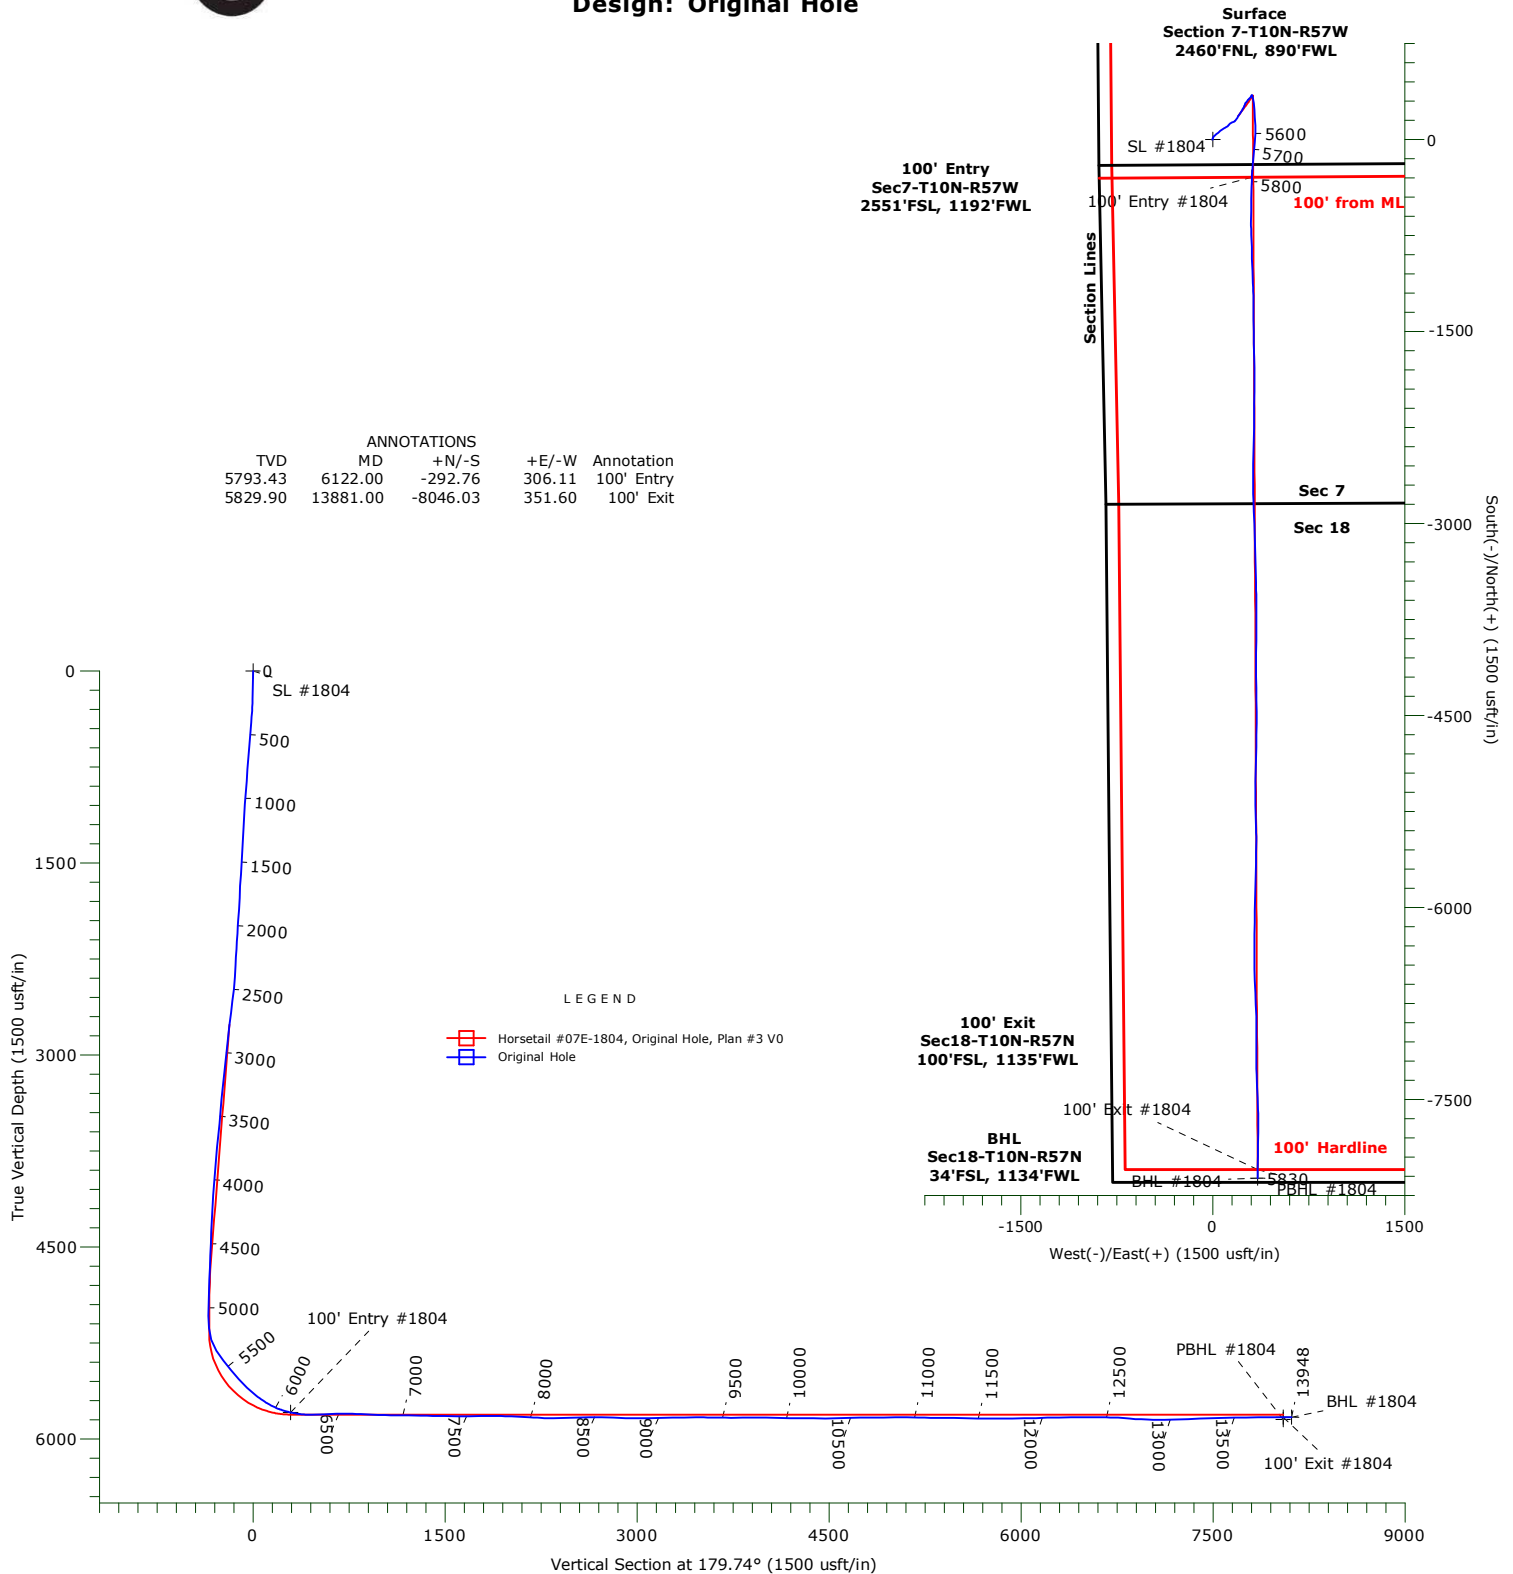 Design: Original Hole
Surface
Section 7-T10N-R57W
2460'FNL, 890'FWL
SL #1804
5600
5700
5800
100' Entry
Sec7-T10N-R57W
2551'FSL, 1192'FWL
100' Entry #1804
100' from ML
Section Lines
0
-1500
-3000
-4500
-6000
-7500
South(-)/North(+) (1500 usft/in)
Sec 7
Sec 18
ANNOTATIONS
TVD MD +N/-S +E/-W Annotation
5793.43 6122.00 -292.76 306.11 100' Entry
5829.90 13881.00 -8046.03 351.60 100' Exit
LEGEND
Horsetail #07E-1804, Original Hole, Plan #3 V0
Original Hole
100' Exit
Sec18-T10N-R57N
100'FSL, 1135'FWL
100' Exit #1804
BHL
Sec18-T10N-R57N
34'FSL, 1134'FWL
100' Hardline
BHL #1804
5830
PBHL #1804
-1500 0 1500
West(-)/East(+) (1500 usft/in)
0
1500
3000
4500
6000
True Vertical Depth (1500 usft/in)
0
SL #1804
500
1000
1500
2000
2500
3000
3500
4000
4500
5000
5500
6000
100' Entry #1804
6500
7000
7500
8000
8500
9000
9500
10000
10500
11000
11500
12000
12500
13000
13500
13948
PBHL #1804
BHL #1804
100' Exit #1804
0 1500 3000 4500 6000 7500 9000
Vertical Section at 179.74° (1500 usft/in)